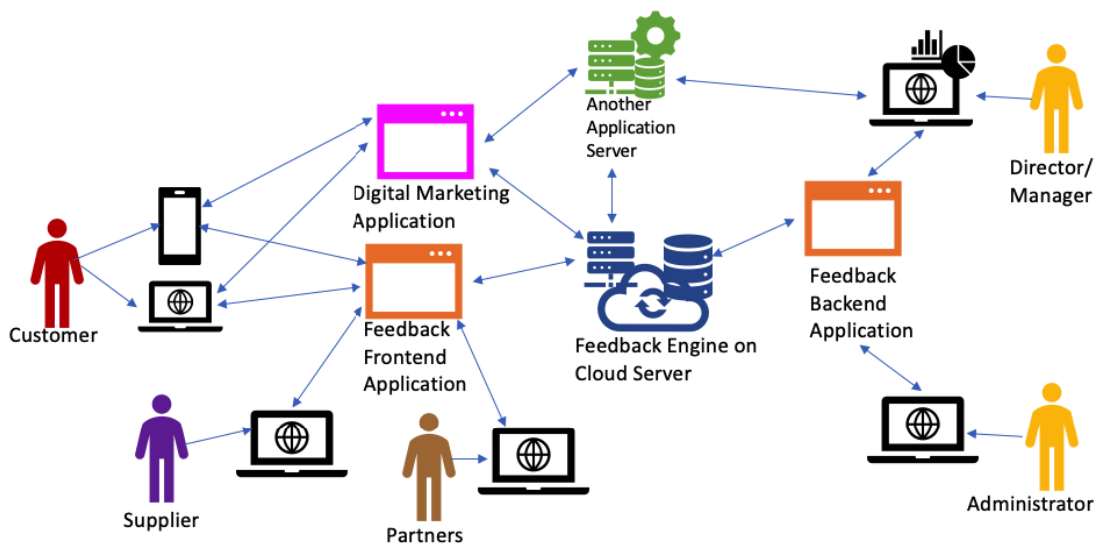 Another
Application
Server
Digital Marketing
Application
Director/
Manager
Customer
Feedback
Frontend
Application
Feedback Engine on
Cloud Server
Feedback
Backend
Application
Supplier
Partners
Administrator